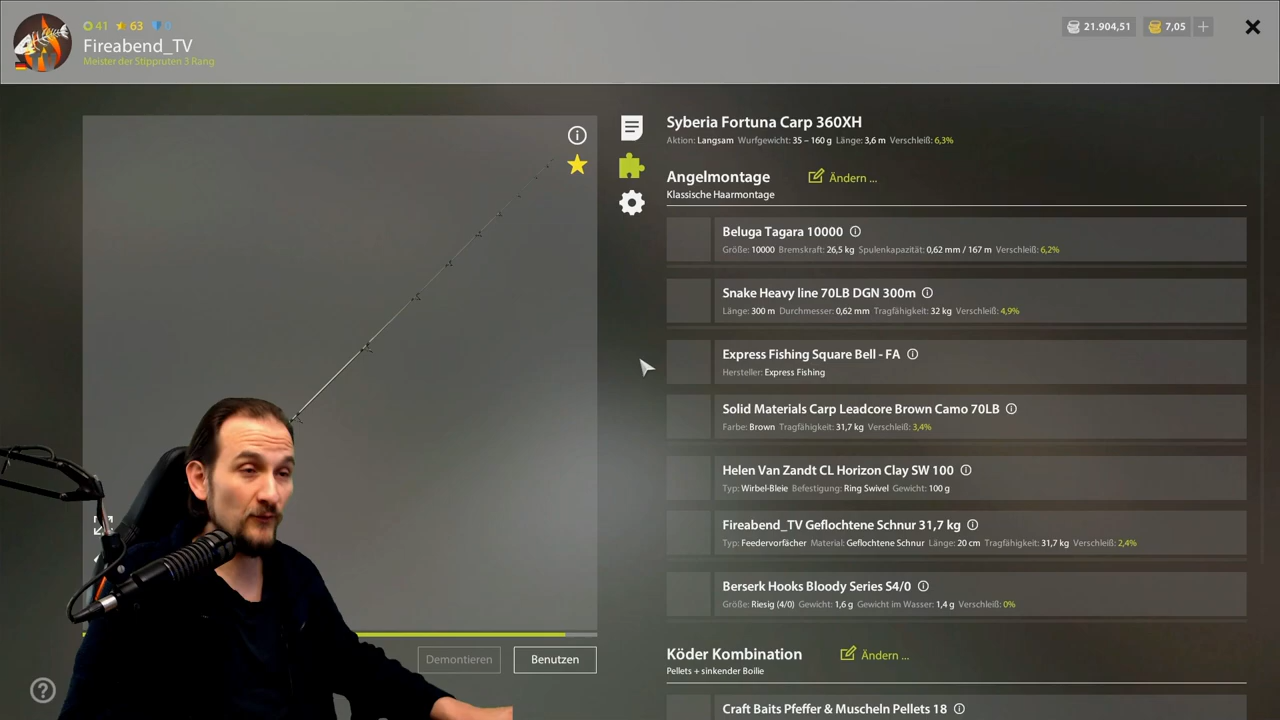 41 63 0
Fireabend_TV
Meister der Stippruten 3 Rang
21.904,51
7,05 +
Syberia Fortuna Carp 360XH
Aktion: Langsam Wurfgewicht: 35 – 160 g Länge: 3,6 m Verschleiß: 6,3%
Angelmontage
Ändern ...
Klassische Haarmontage
Beluga Tagara 10000
Größe: 10000 Bremskraft: 26,5 kg Spulenkapazität: 0,62 mm / 167 m Verschleiß: 6,2%
Snake Heavy line 70LB DGN 300m
Länge: 300 m Durchmesser: 0,62 mm Tragfähigkeit: 32 kg Verschleiß: 4,9%
Express Fishing Square Bell - FA
Hersteller: Express Fishing
Solid Materials Carp Leadcore Brown Camo 70LB
Farbe: Brown Tragfähigkeit: 31,7 kg Verschleiß: 3,4%
Helen Van Zandt CL Horizon Clay SW 100
Typ: Wirbel-Bleie Befestigung: Ring Swivel Gewicht: 100 g
Fireabend_TV Geflochtene Schnur 31,7 kg
Typ: Feedervorfächer Material: Geflochtene Schnur Länge: 20 cm Tragfähigkeit: 31,7 kg Verschleiß: 2,4%
Berserk Hooks Bloody Series S4/0
Größe: Riesig (4/0) Gewicht: 1,6 g Gewicht im Wasser: 1,4 g Verschleiß: 0%
Demontieren
Benutzen
Köder Kombination
Ändern ...
Pellets + sinkender Boilie
Craft Baits Pfeffer & Muscheln Pellets 18
?